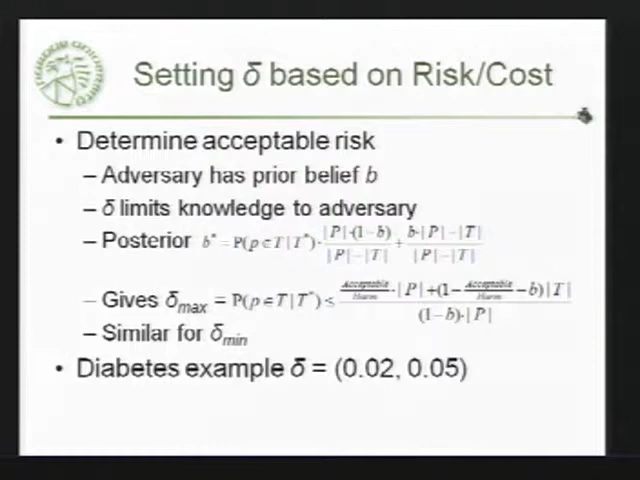 Setting δ based on Risk/Cost
• Determine acceptable risk
– Adversary has prior belief b
– δ limits knowledge to adversary
– Posterior b* = P(p ∈ T | T*) · |P|·(1−b) / |P|−|T| + b·|P|−|T| / |P|−|T|
– Gives δmax = P(p ∈ T | T*) ≤ Acceptable/Harm · |P| + (1 − Acceptable/Harm − b)|T| / (1−b)·|P|
– Similar for δmin
• Diabetes example δ = (0.02, 0.05)